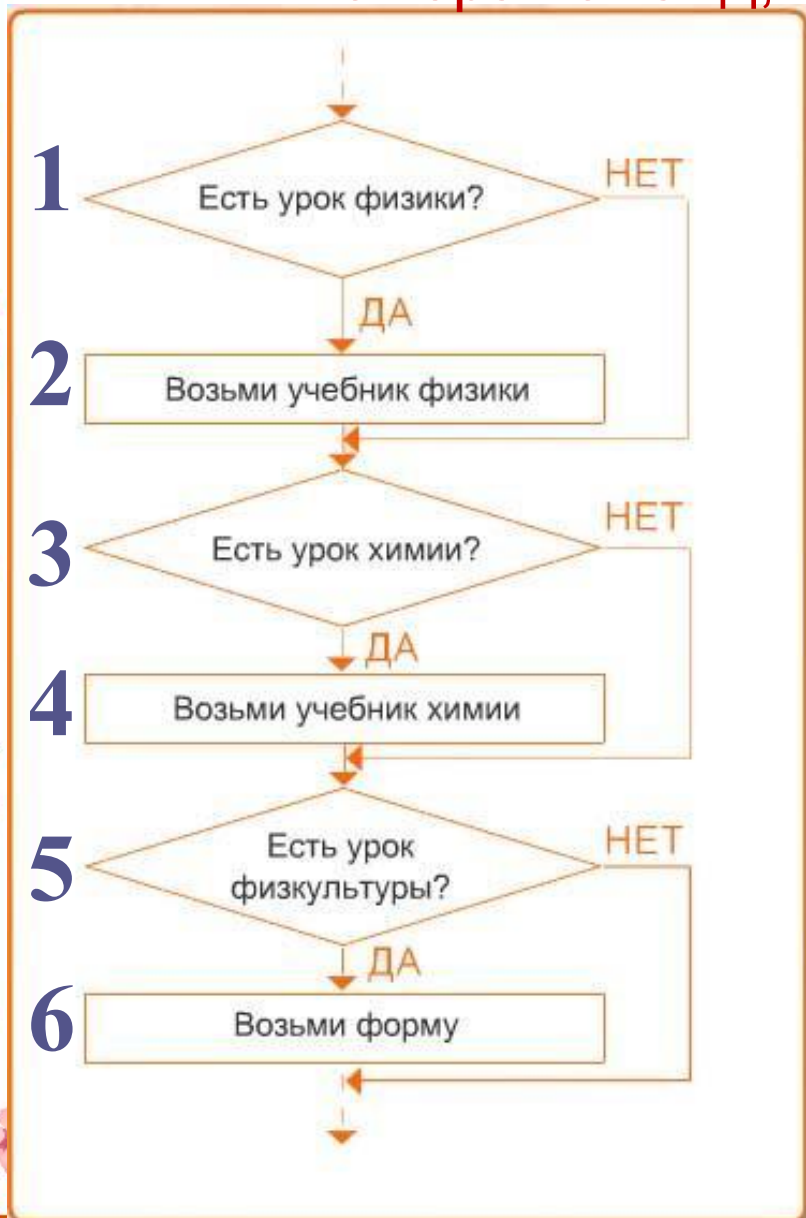 1
Есть урок физики?
НЕТ
ДА
2
Возьми учебник физики
3
Есть урок химии?
НЕТ
ДА
4
Возьми учебник химии
5
Есть урок
физкультуры?
НЕТ
ДА
6
Возьми форму